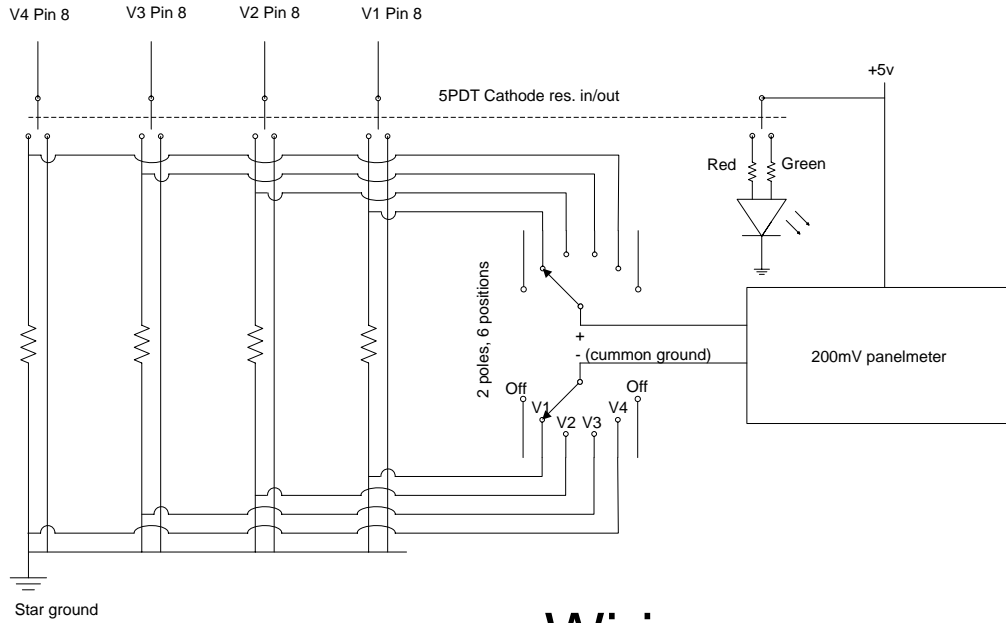 V4 Pin 8
V3 Pin 8
V2 Pin 8
V1 Pin 8
+5v
5PDT Cathode res. in/out
Red
Green
2 poles, 6 positions
+
- (cummon ground)
200mV panelmeter
Off
Off
V1
V4
V2
V3
Star ground